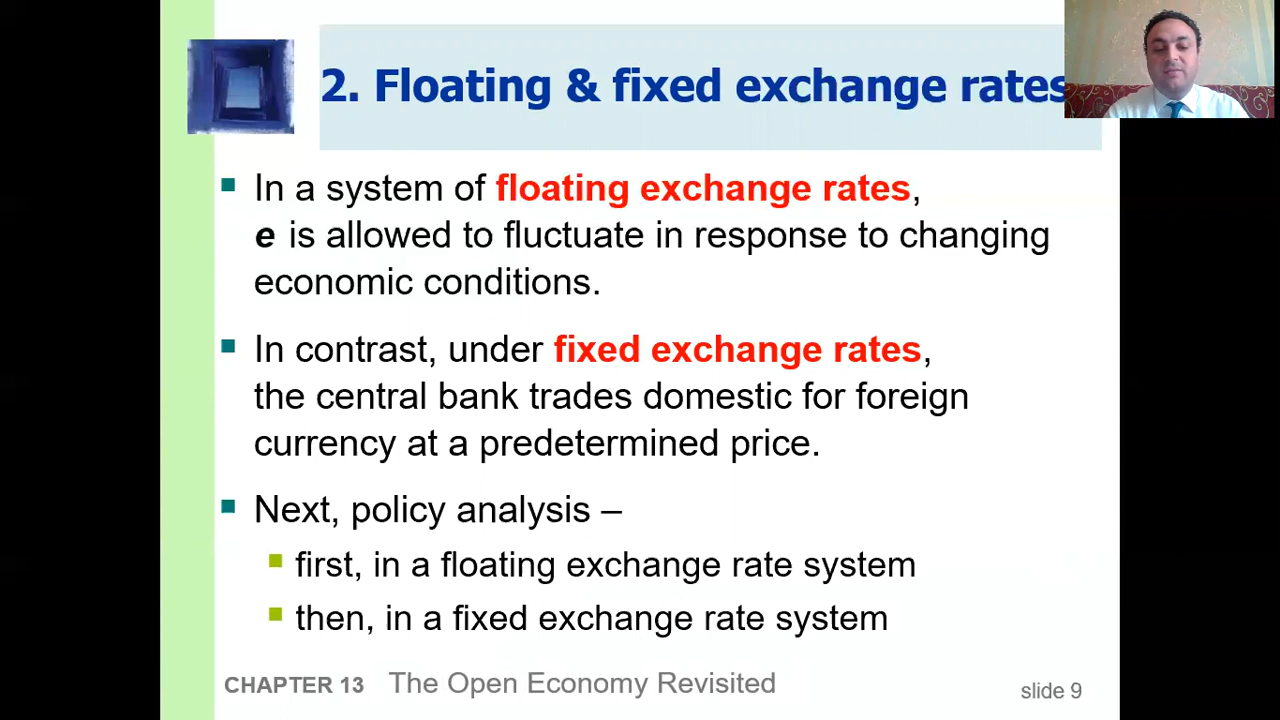 2. Floating & fixed exchange rates
▪ In a system of floating exchange rates,
e is allowed to fluctuate in response to changing
economic conditions.
▪ In contrast, under fixed exchange rates,
the central bank trades domestic for foreign
currency at a predetermined price.
▪ Next, policy analysis –
▪ first, in a floating exchange rate system
▪ then, in a fixed exchange rate system
CHAPTER 13 The Open Economy Revisited
slide 9